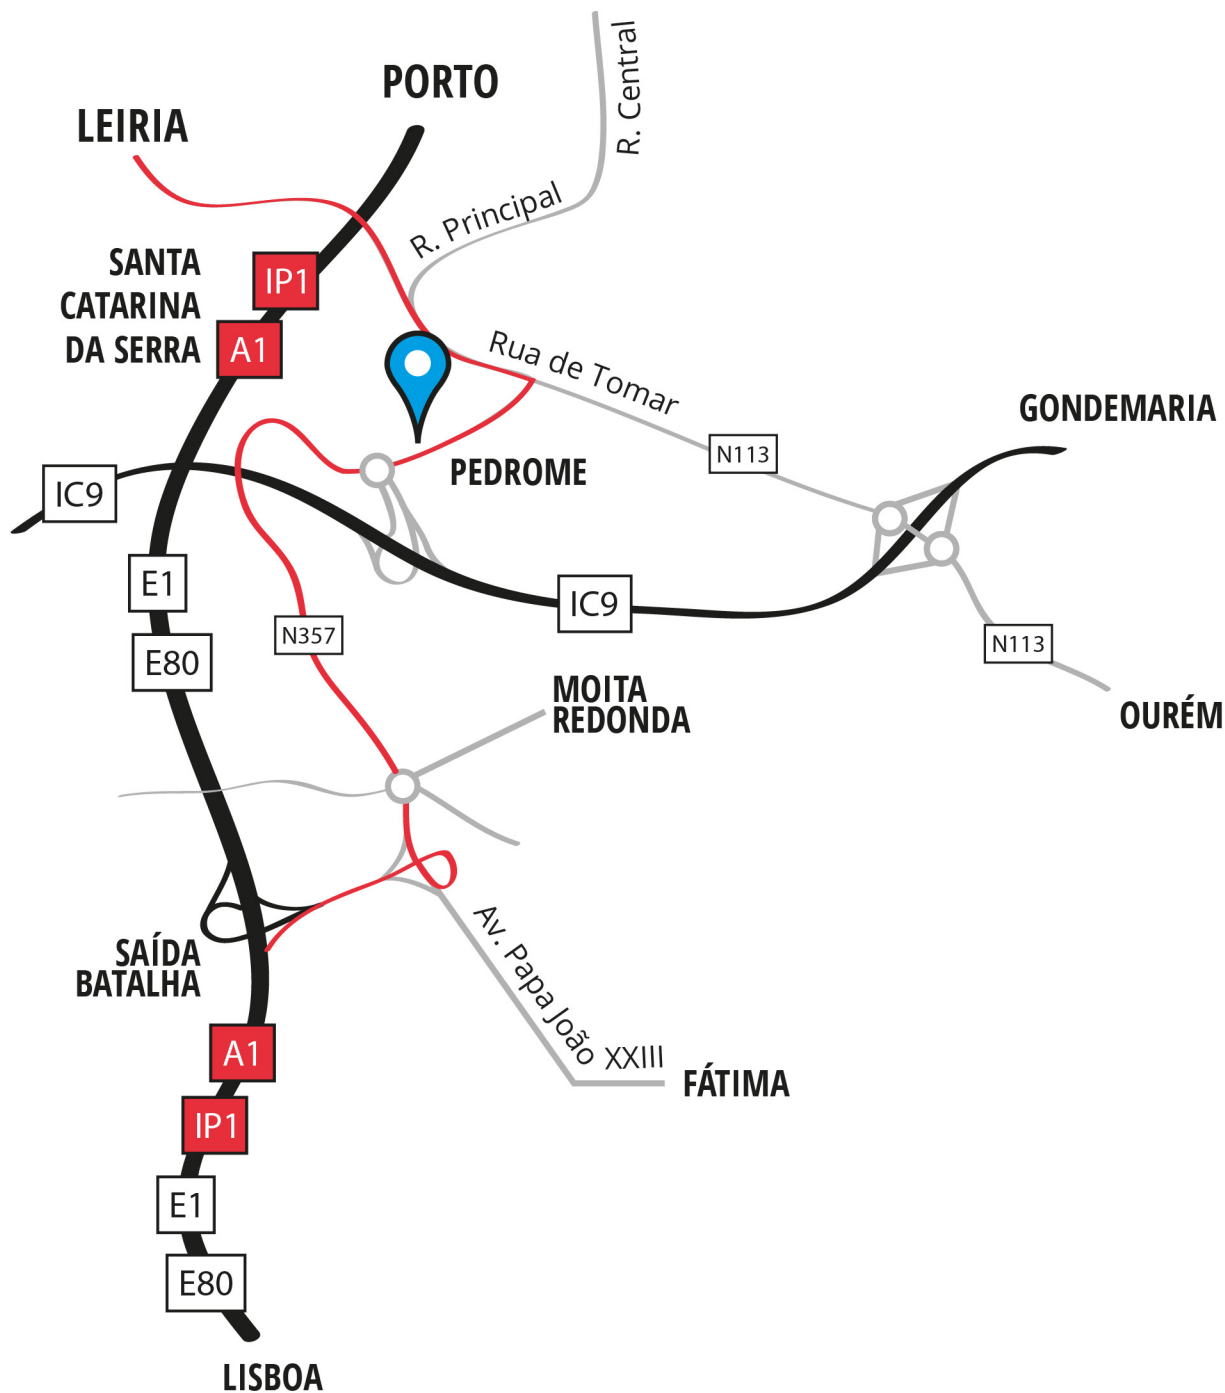 R. Central
PORTO
LEIRIA
R. Principal
SANTA
CATARINA
DA SERRA
IP1
A1
Rua de Tomar
GONDEMARIA
N113
PEDROME
IC9
E1
IC9
N357
E80
N113
MOITA
REDONDA
OURÉM
SAÍDA
BATALHA
Av. Papa João XXIII
FÁTIMA
A1
IP1
E1
E80
LISBOA